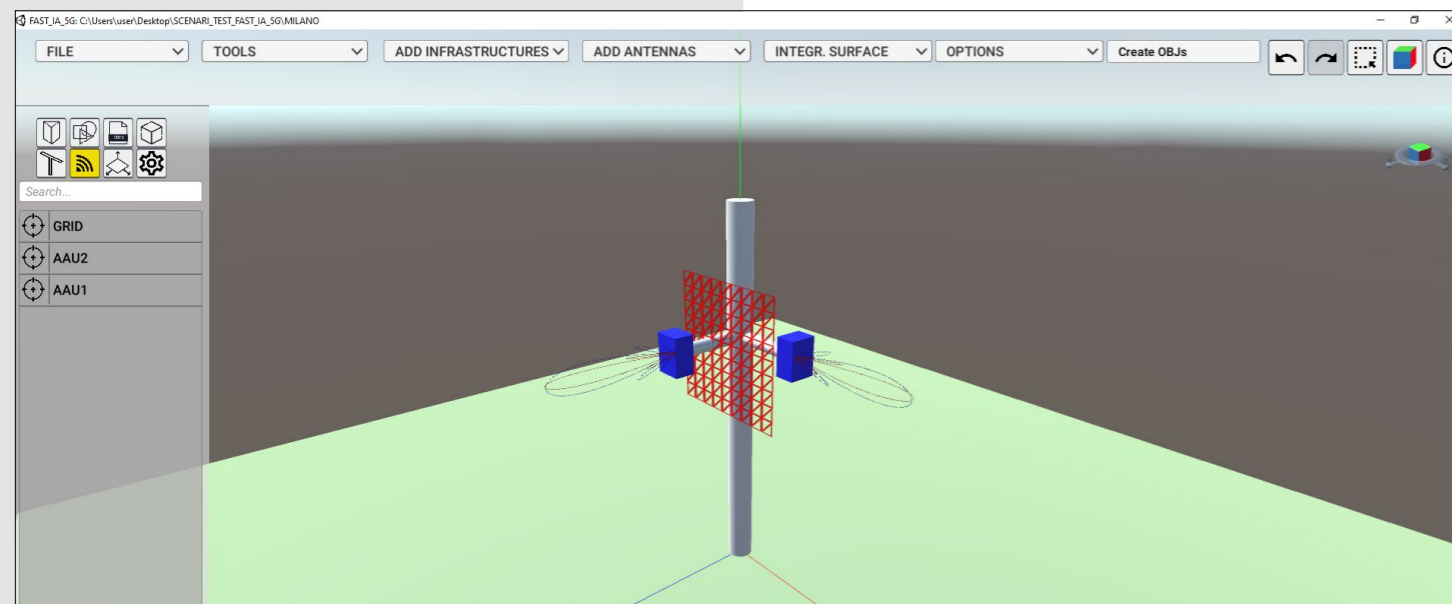 FAST_IA_5G: C:\Users\user\Desktop\SCENARI_TEST_FAST_IA_5G\MILANO
FILE TOOLS ADD INFRASTRUCTURES ADD ANTENNAS INTEGR. SURFACE OPTIONS Create OBJs
Search...
GRID
AAU2
AAU1